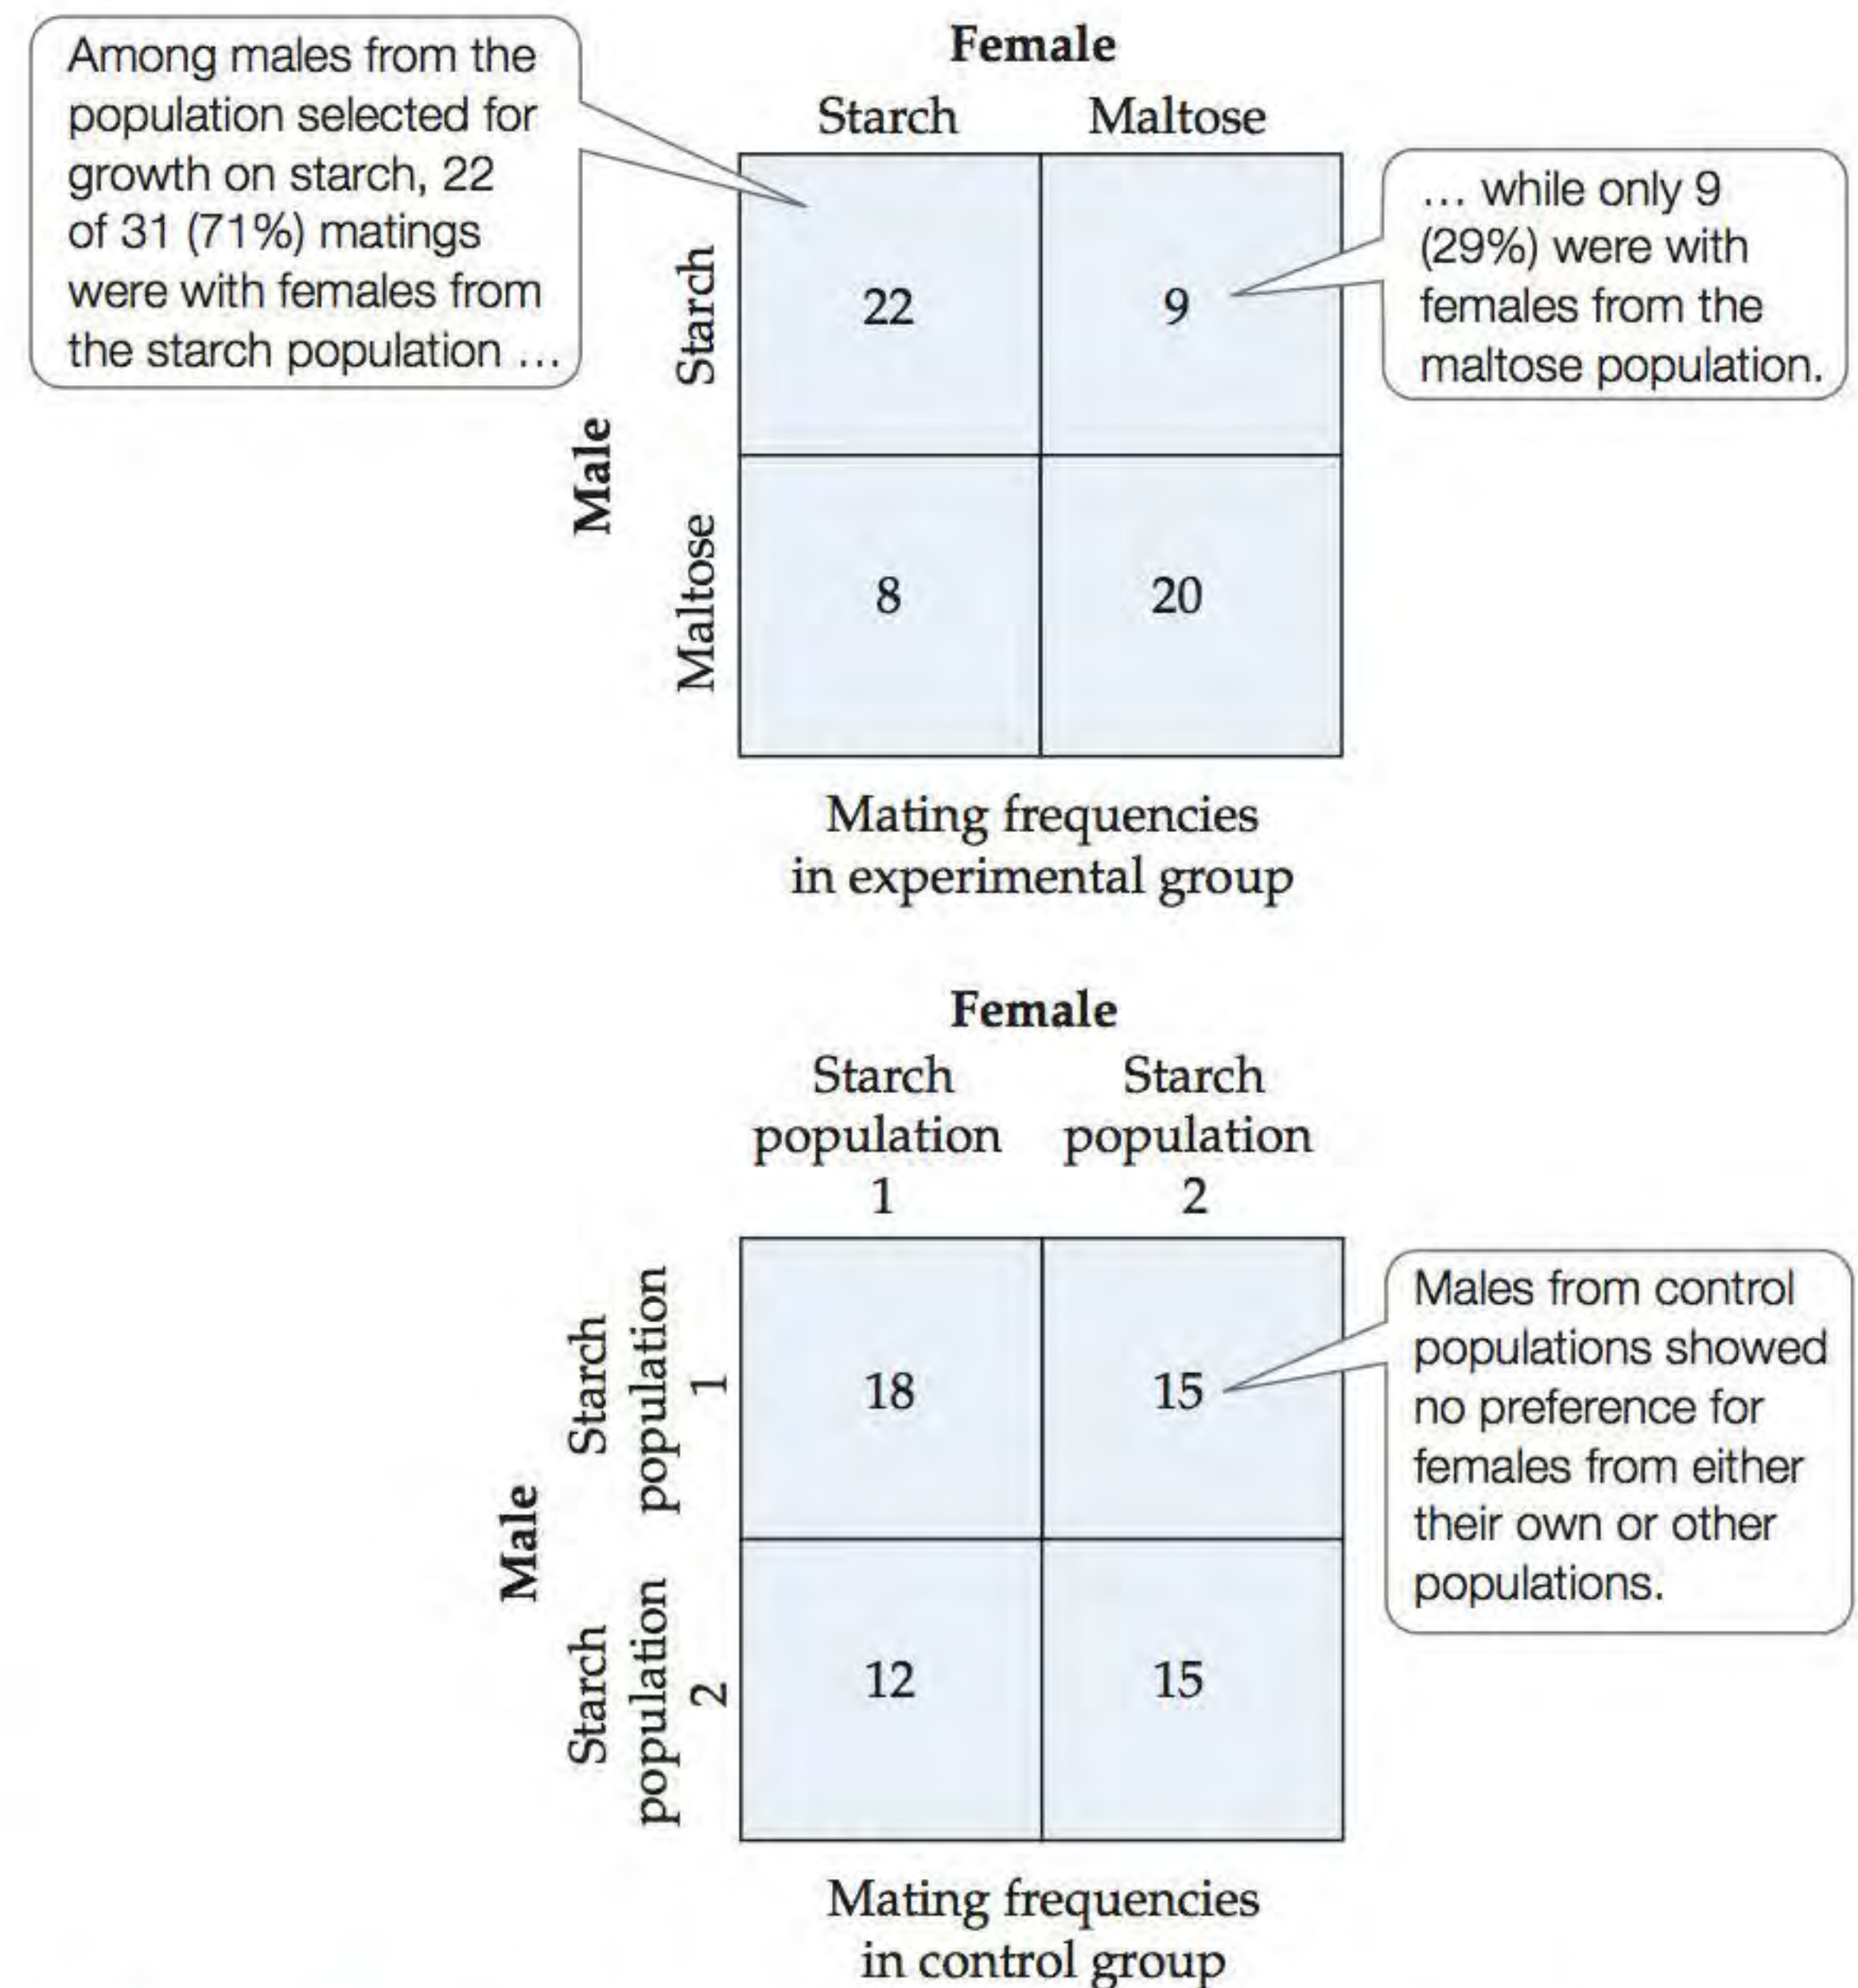 Among males from the
population selected for
growth on starch, 22
of 31 (71%) matings
were with females from
the starch population ...
Female
Starch Maltose
... while only 9
(29%) were with
females from the
maltose population.
Male
Starch
22 9
Maltose
8 20
Mating frequencies
in experimental group
Female
Starch
population
1
Starch
population
2
Male
Starch
population
1
18 15
Males from control
populations showed
no preference for
females from either
their own or other
populations.
Starch
population
2
12 15
Mating frequencies
in control group